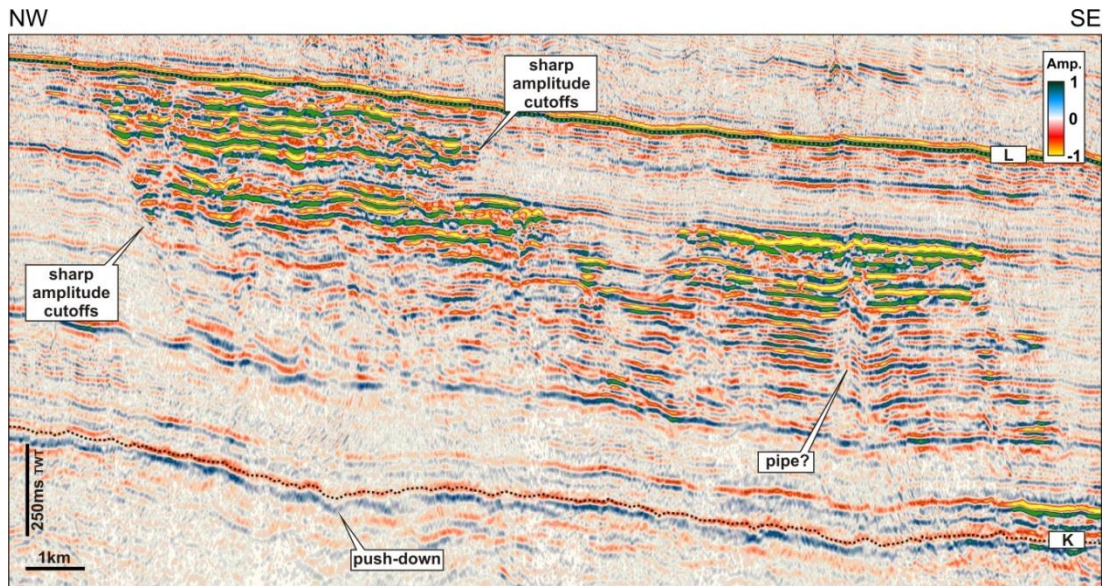 NW
SE
sharp
amplitude
cutoffs
Amp.
1
0
-1
L
sharp
amplitude
cutoffs
pipe?
250ms TWT
1km
push-down
K